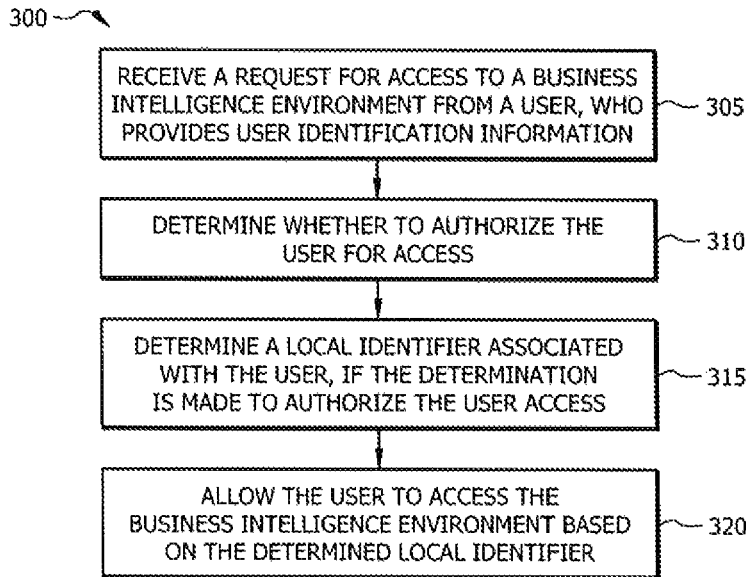 300
RECEIVE A REQUEST FOR ACCESS TO A BUSINESS
INTELLIGENCE ENVIRONMENT FROM A USER, WHO
PROVIDES USER IDENTIFICATION INFORMATION
305
DETERMINE WHETHER TO AUTHORIZE THE
USER FOR ACCESS
310
DETERMINE A LOCAL IDENTIFIER ASSOCIATED
WITH THE USER, IF THE DETERMINATION
IS MADE TO AUTHORIZE THE USER ACCESS
315
ALLOW THE USER TO ACCESS THE
BUSINESS INTELLIGENCE ENVIRONMENT BASED
ON THE DETERMINED LOCAL IDENTIFIER
320